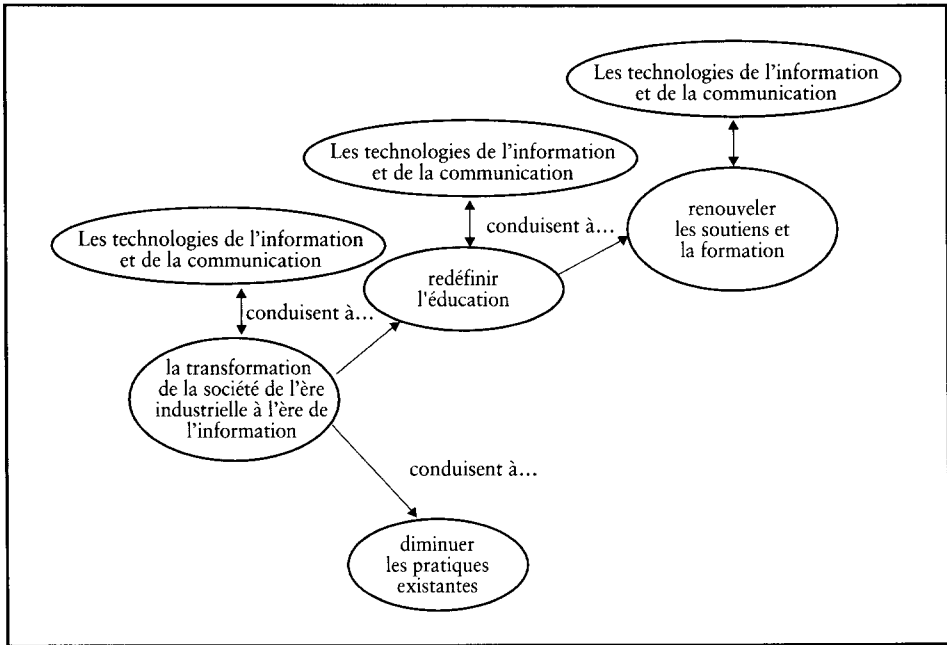 Les technologies de l'information
et de la communication
Les technologies de l'information
et de la communication
renouveler
les soutiens et
la formation
conduisent à...
Les technologies de l'information
et de la communication
redéfinir
l'éducation
conduisent à...
la transformation
de la société de l'ère
industrielle à l'ère de
l'information
conduisent à...
diminuer
les pratiques
existantes